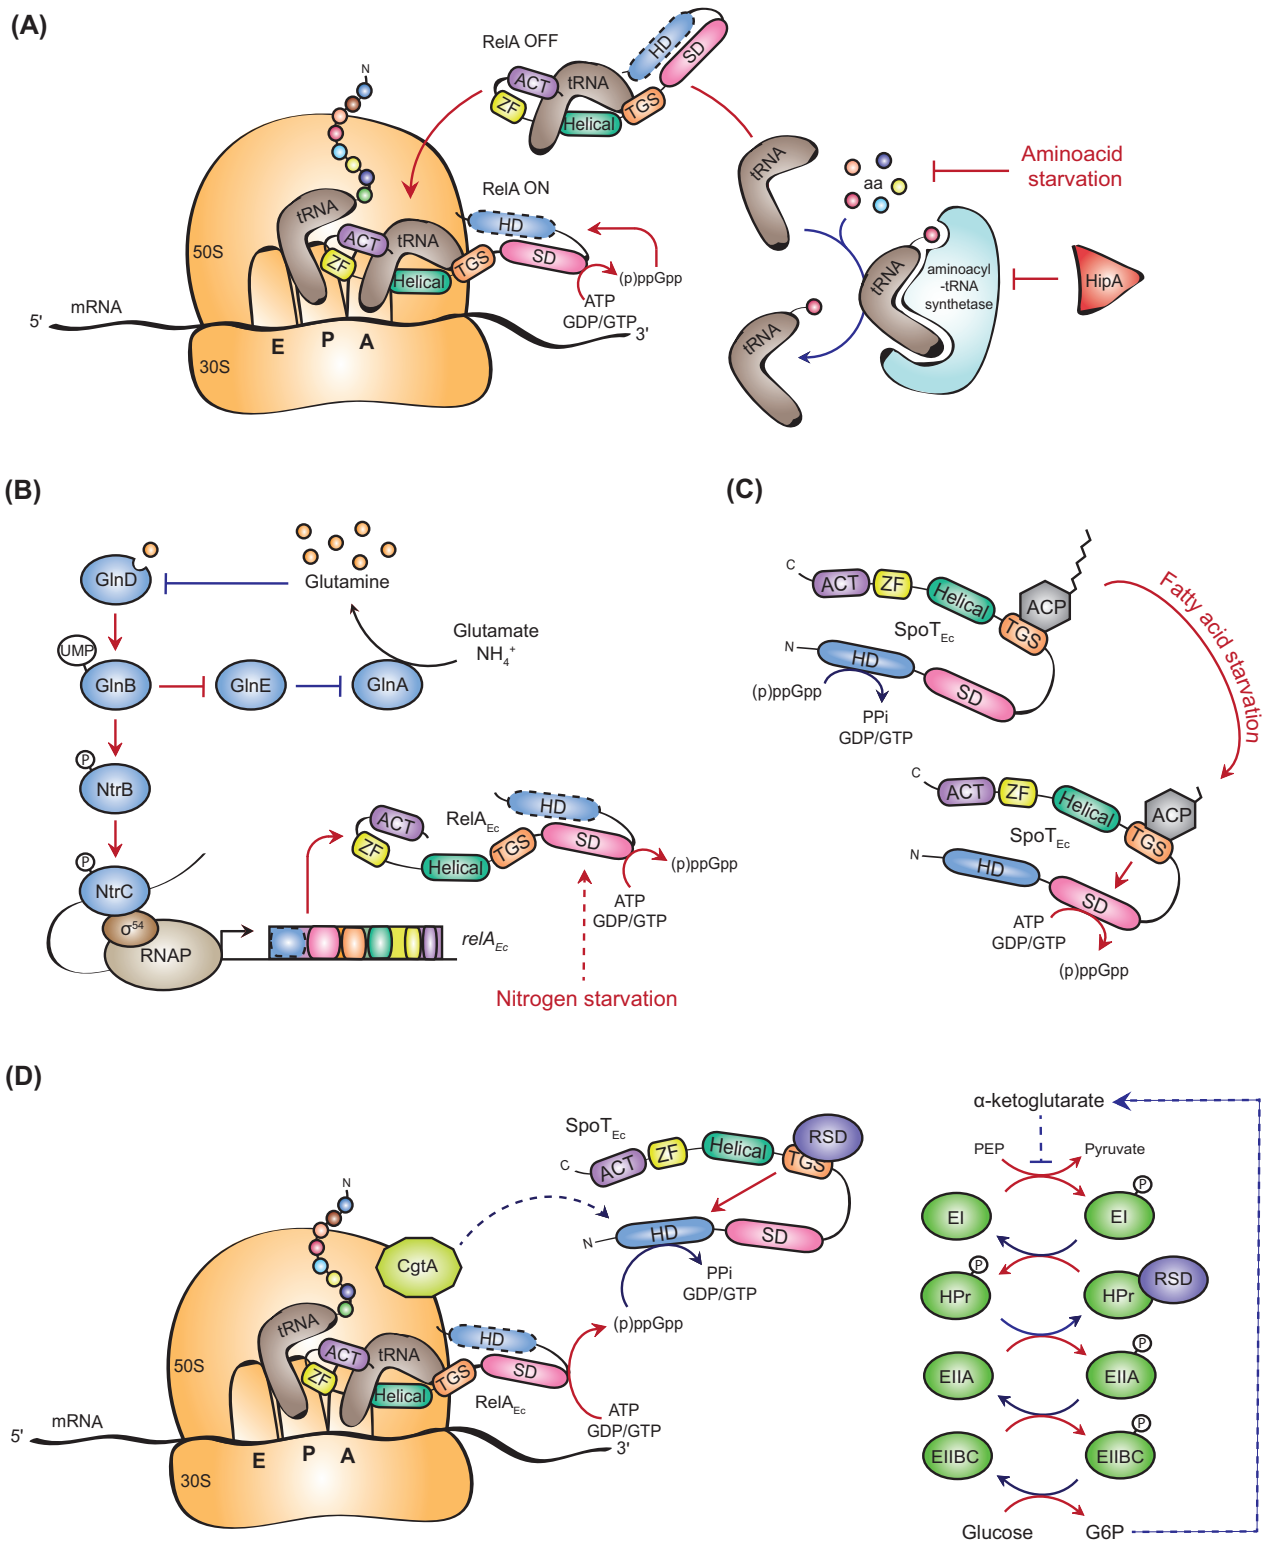 (A)
RelA OFF
HD
SD
ACT
tRNA
ZF
Helical
TGS
N
tRNA
aa
Aminoacid
starvation
RelA ON
HD
tRNA
ACT
tRNA
ZF
Helical
TGS
SD
(p)ppGpp
ATP
GDP/GTP
50S
mRNA
5'
3'
E
P
A
30S
tRNA
aminoacyl
-tRNA
synthetase
HipA
tRNA
(B)
GlnD
Glutamine
UMP
GlnB
GlnE
GlnA
Glutamate
NH4+
P
NtrB
P
NtrC
σ-54
RNAP
ACT
ZF
Helical
TGS
RelAEc
HD
SD
(p)ppGpp
ATP
GDP/GTP
relAEc
Nitrogen starvation
(C)
C
ACT
ZF
Helical
TGS
ACP
SpoTEc
N
HD
SD
(p)ppGpp
PPi
GDP/GTP
Fatty acid starvation
C
ACT
ZF
Helical
TGS
ACP
SpoTEc
N
HD
SD
ATP
GDP/GTP
(p)ppGpp
(D)
SpoTEc
C
ACT
ZF
Helical
TGS
RSD
N
HD
SD
PPi
GDP/GTP
(p)ppGpp
N
CgtA
tRNA
ACT
tRNA
ZF
Helical
TGS
HD
SD
RelAEc
ATP
GDP/GTP
50S
mRNA
5'
3'
E
P
A
30S
α-ketoglutarate
PEP
Pyruvate
EI
EI
P
HPr
P
HPr
RSD
EIIA
EIIA
P
EIIBC
EIIBC
P
Glucose
G6P